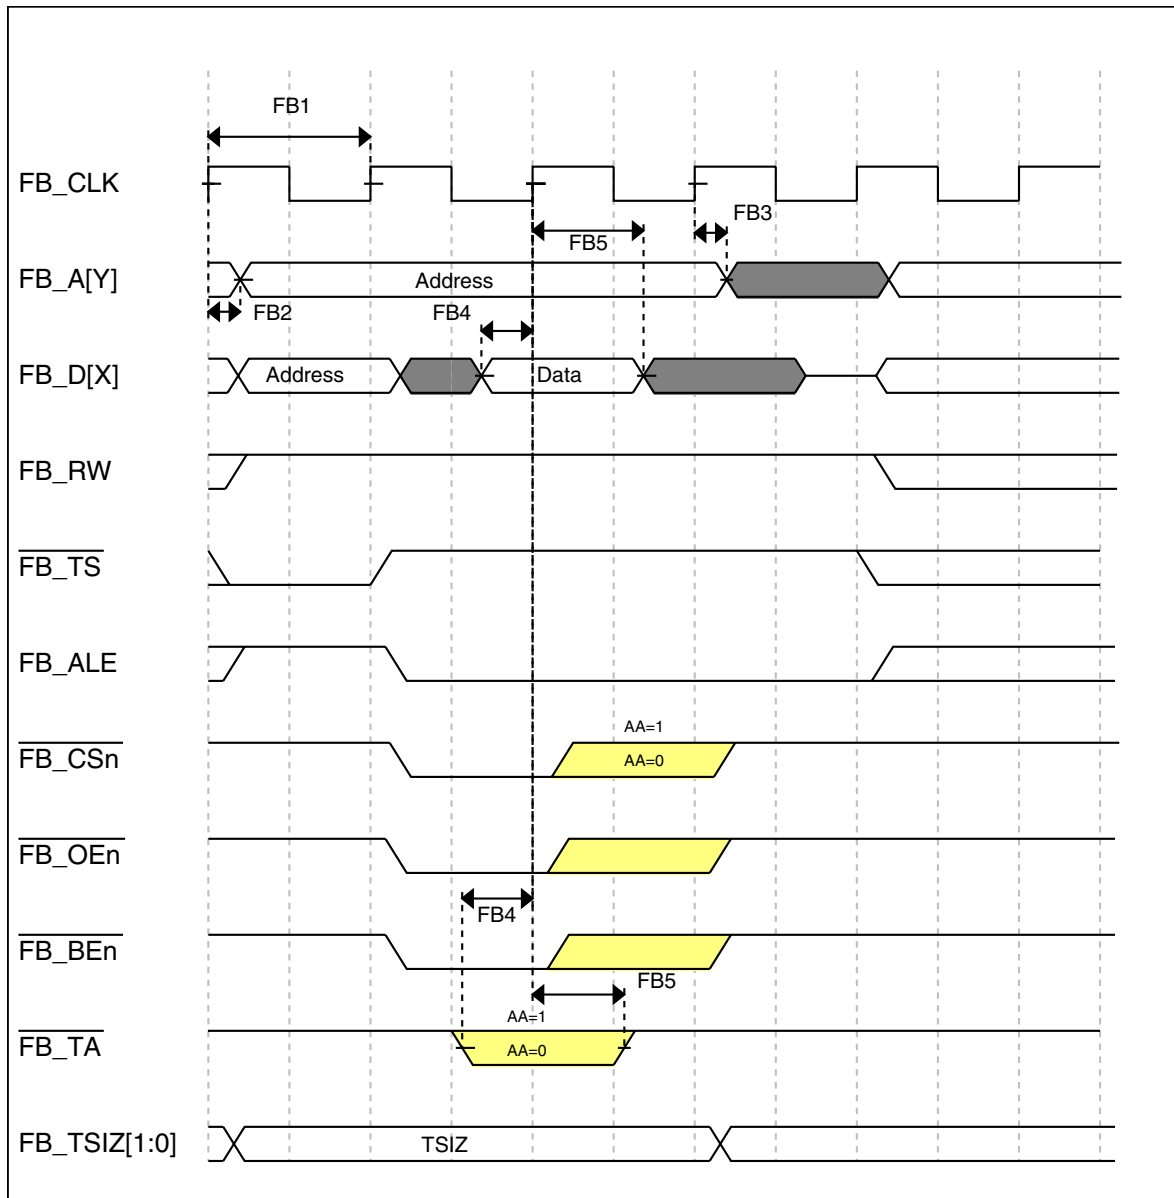 FB1
FB_CLK
FB3
FB5
FB_A[Y]
Address
FB2
FB4
FB_D[X]
Address
Data
FB_RW
FB_TS
FB_ALE
AA=1
FB_CSn
AA=0
FB_OEn
FB4
FB_BEn
FB5
AA=1
FB_TA
AA=0
FB_TSIZ[1:0]
TSIZ